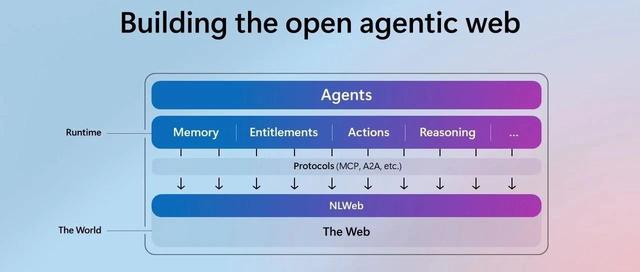 Building the open agentic web
Agents
Runtime
Memory Entitlements Actions Reasoning ...
Protocols (MCP, A2A, etc.)
NLWeb
The World
The Web